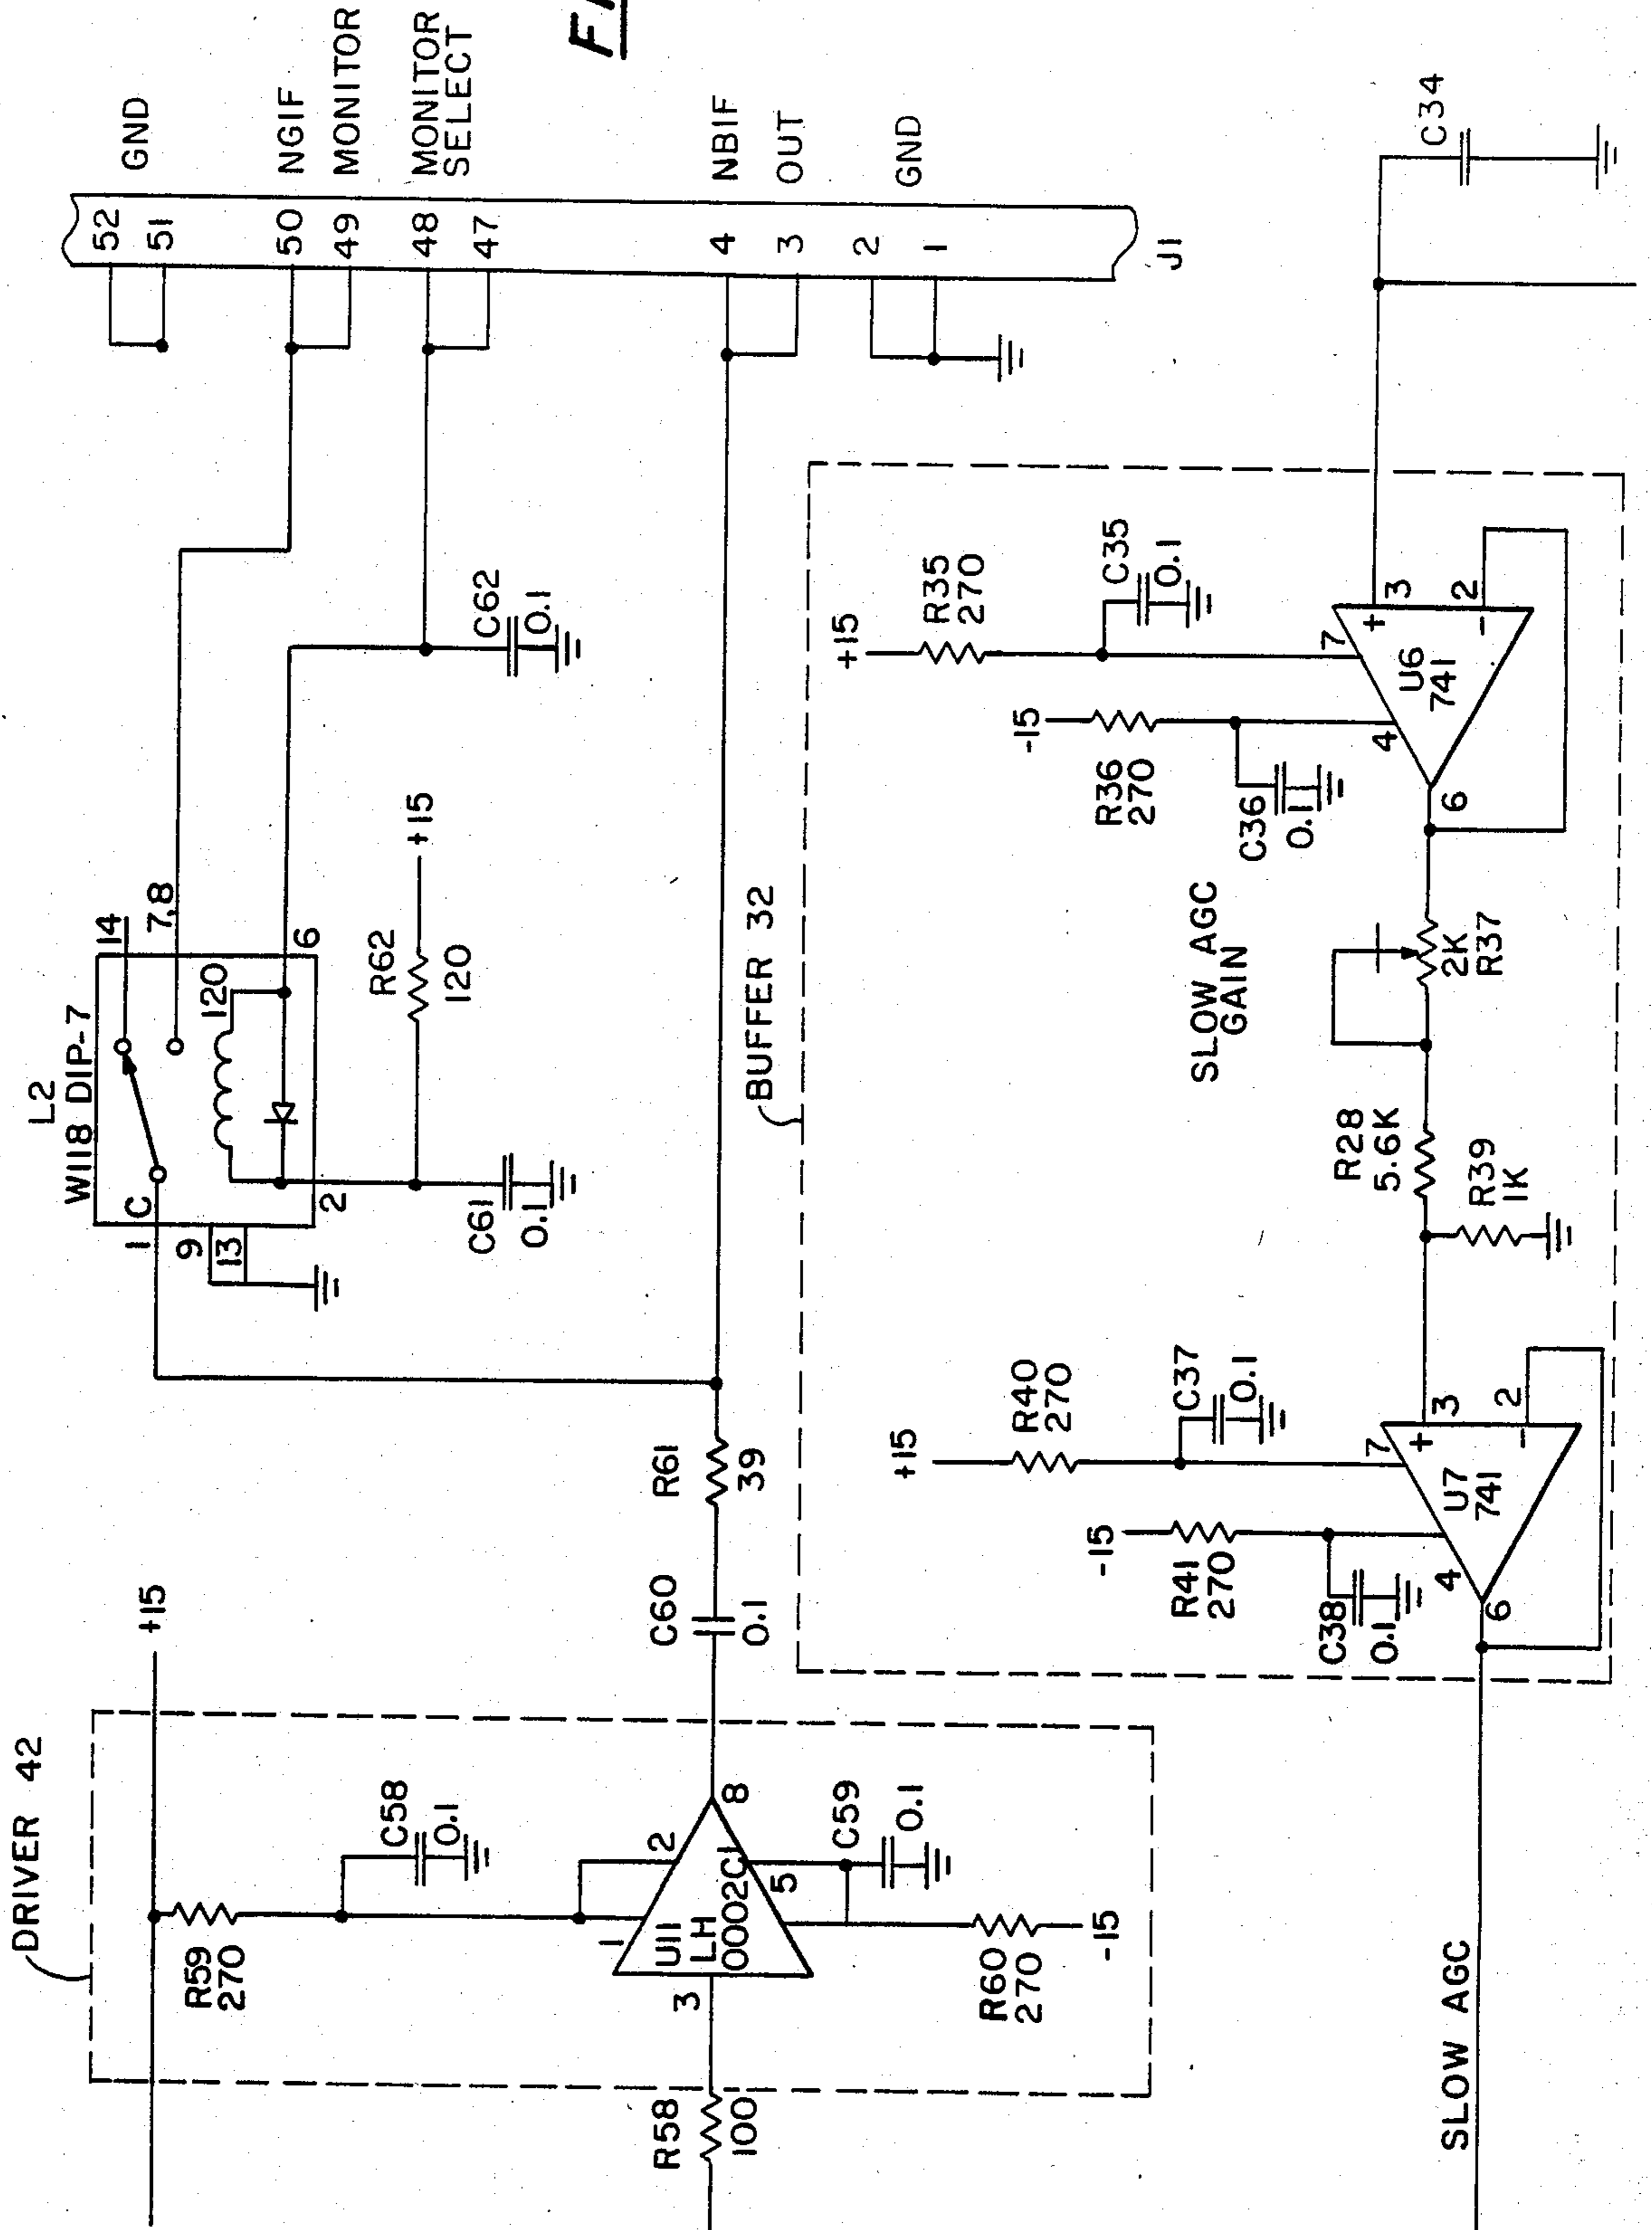 DRIVER 42
+15
R59
270
C58
0.1
1
2
U11
LH
0002CL
3
8
5
C59
0.1
R60
270
-15
R58
100
C60
0.1
R61
39
L2
W118 DIP-7
1
C
9
13
14
7,8
120
6
2
R62
120
+15
C61
0.1
C62
0.1
52
51
GND
50
49
NGIF
MONITOR
48
47
MONITOR
SELECT
4
3
NBIF
OUT
2
1
GND
J1
BUFFER 32
+15
R40
270
C37
0.1
-15
R41
270
C38
0.1
7
4
3
2
6
+
-
U7
741
R39
1K
R28
5.6K
SLOW AGC
GAIN
2K
R37
+15
R35
270
C35
0.1
-15
R36
270
C36
0.1
7
4
3
2
6
+
-
U6
741
C34
SLOW AGC